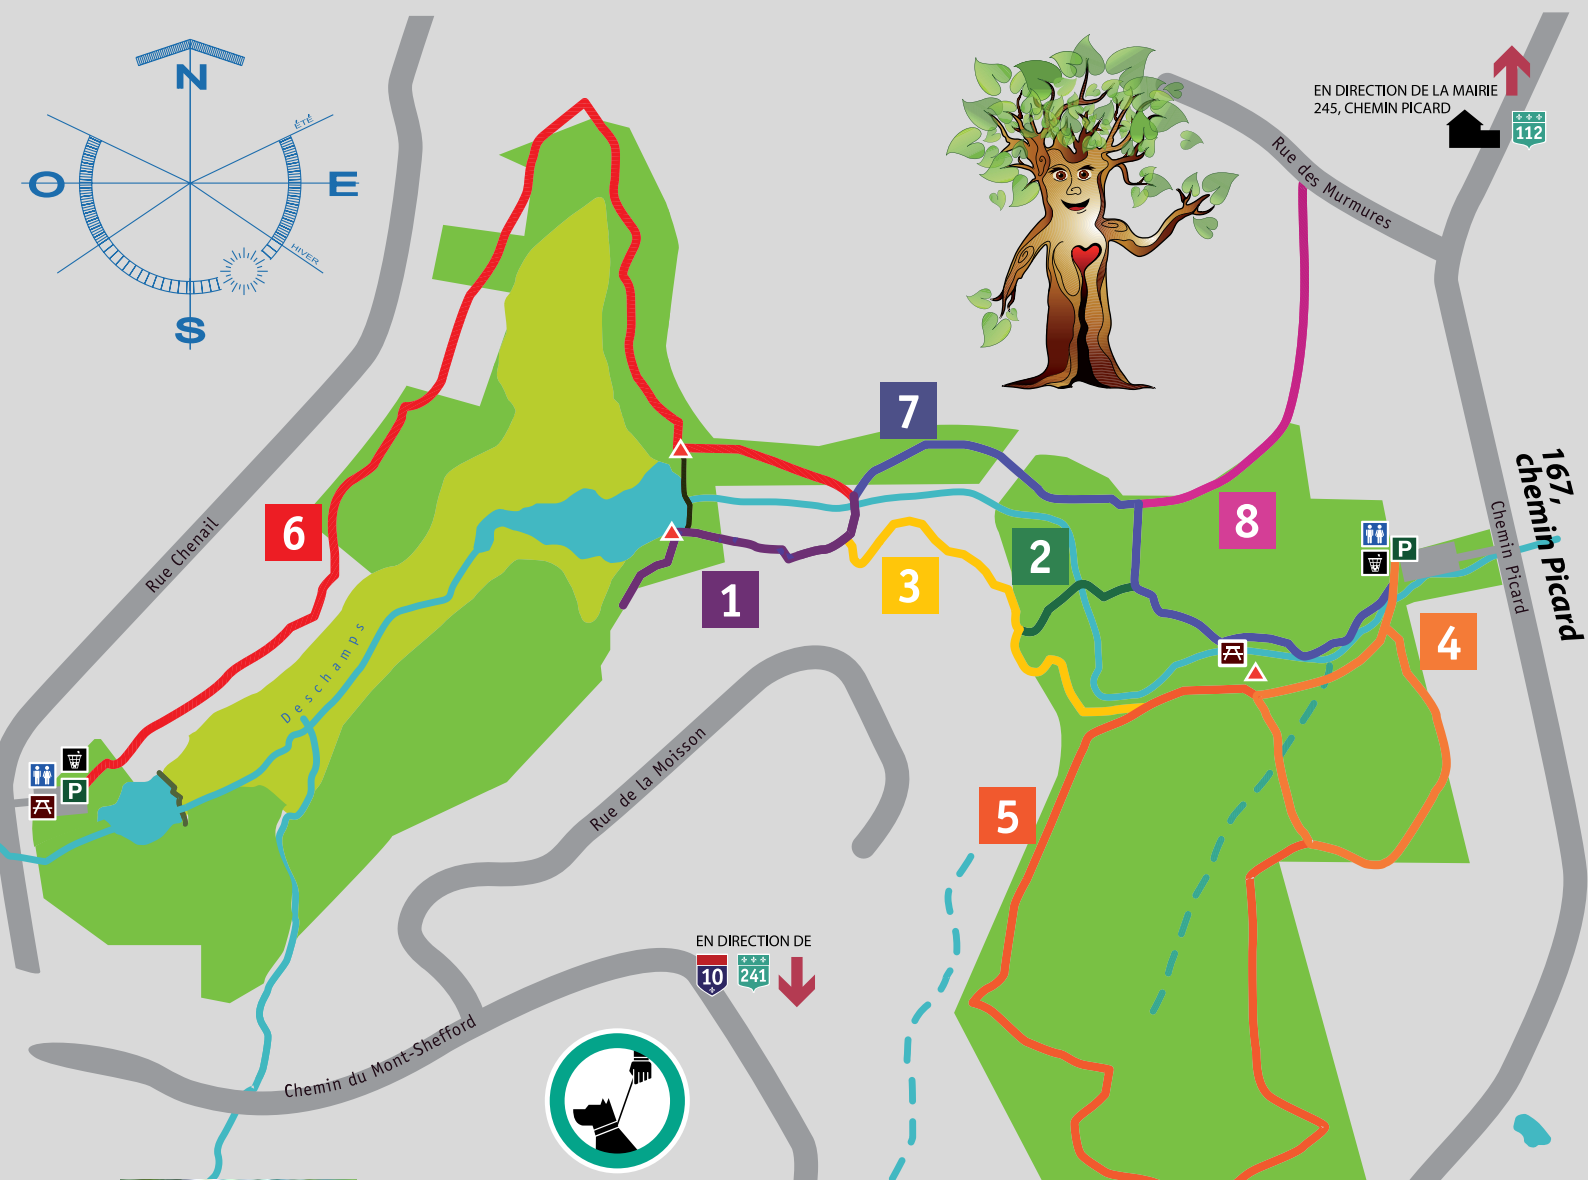 N
ÉTÉ
O
E
HIVER
S
EN DIRECTION DE LA MAIRIE
245, CHEMIN PICARD
112
Rue des Murmures
7
6
8
2
3
1
4
5
P
167,
chemin Picard
Chemin Picard
Rue Chenail
Deschamps
P
Rue de la Moisson
EN DIRECTION DE
10
241
Chemin du Mont-Shefford